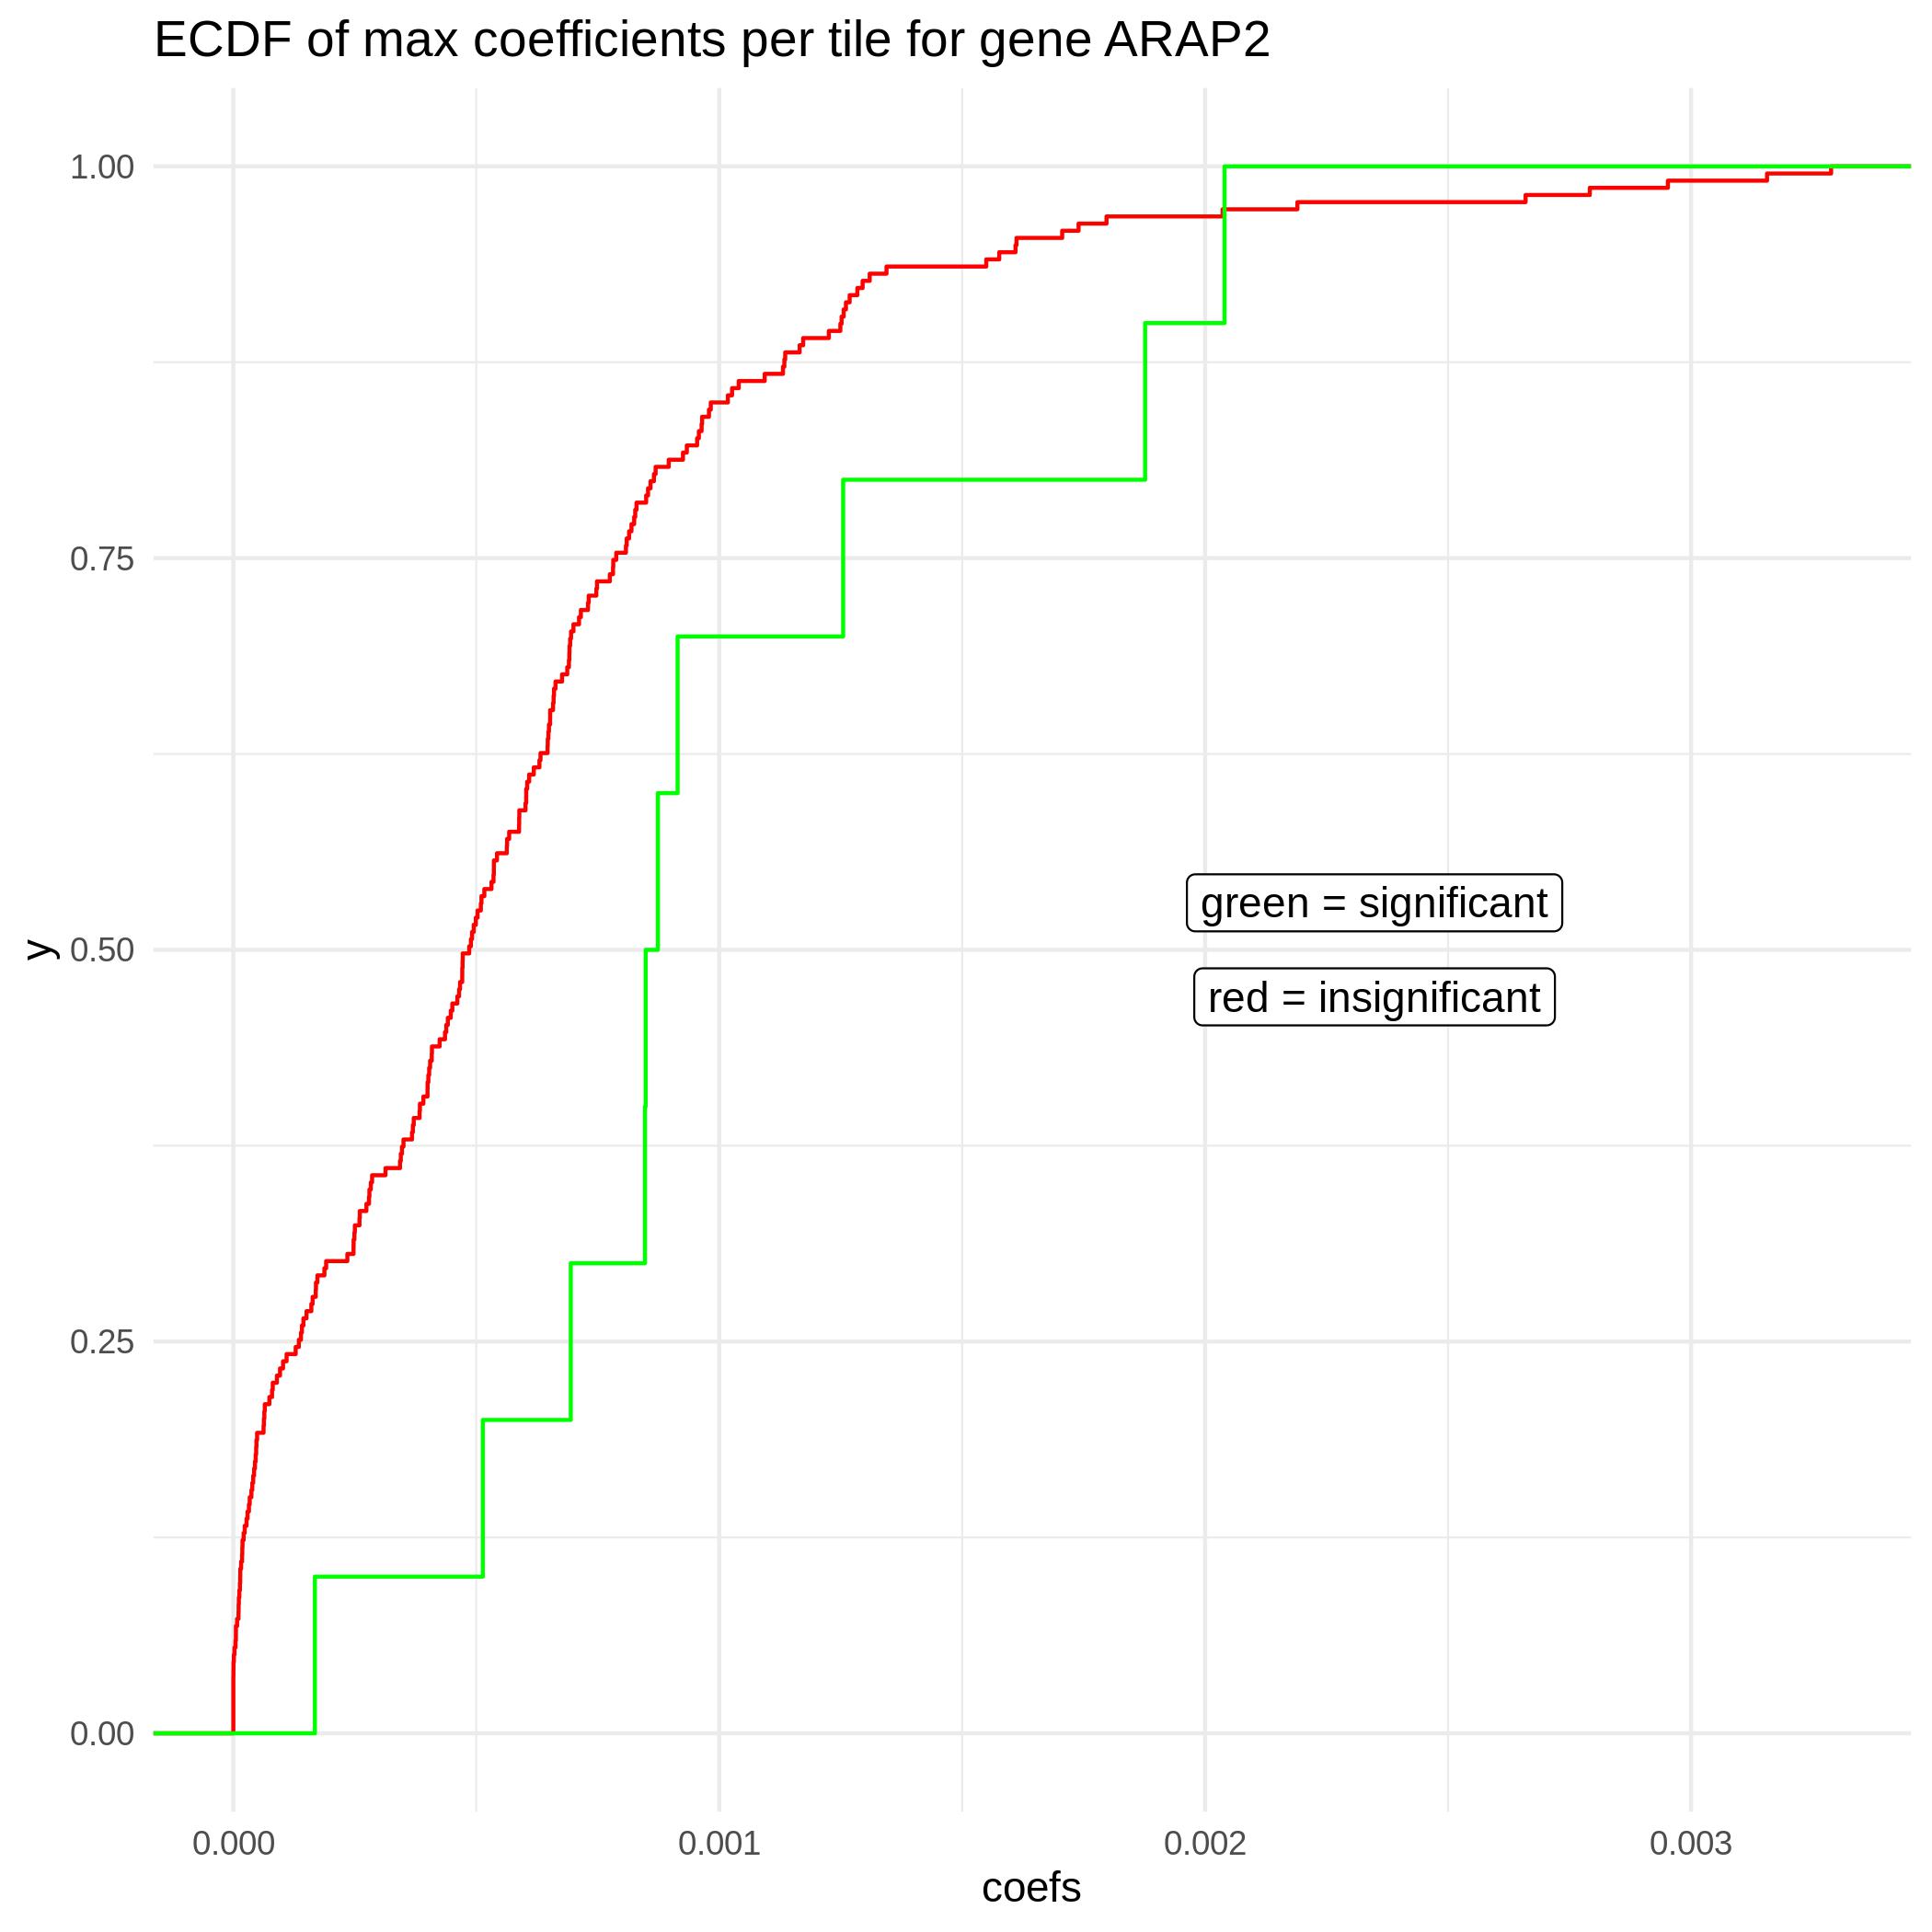 ECDF of max coefficients per tile for gene ARAP2
1.00
0.75
0.50
0.25
0.00
y
green = significant
red = insignificant
0.000 0.001 0.002 0.003
coefs